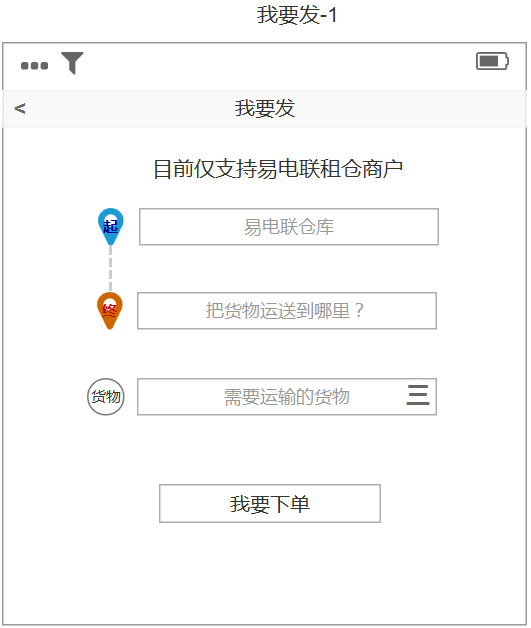 我要发-1
<
我要发
目前仅支持易电联租仓商户
起
易电联仓库
终
把货物运送到哪里？
货物
需要运输的货物
我要下单